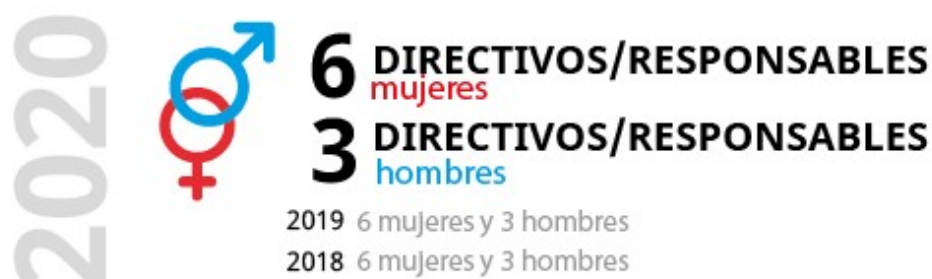 2020
6 DIRECTIVOS/RESPONSABLES
mujeres
3 DIRECTIVOS/RESPONSABLES
hombres
2019 6 mujeres y 3 hombres
2018 6 mujeres y 3 hombres